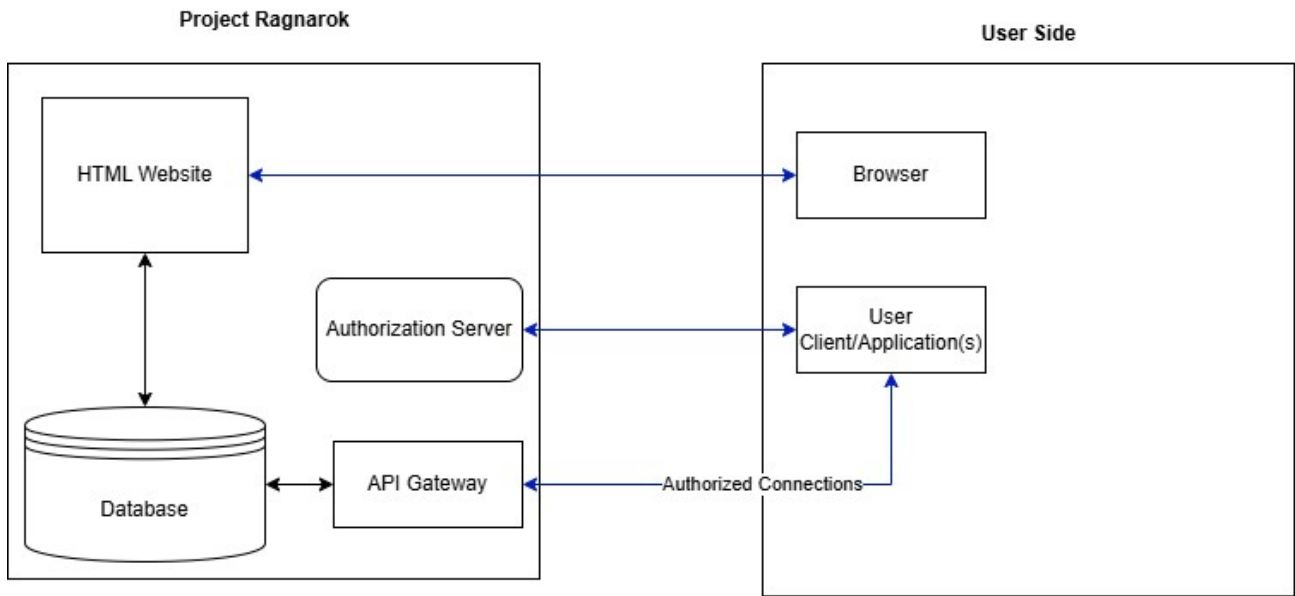 Project Ragnarok
User Side
HTML Website
Browser
Authorization Server
User
Client/Application(s)
Database
API Gateway
Authorized Connections